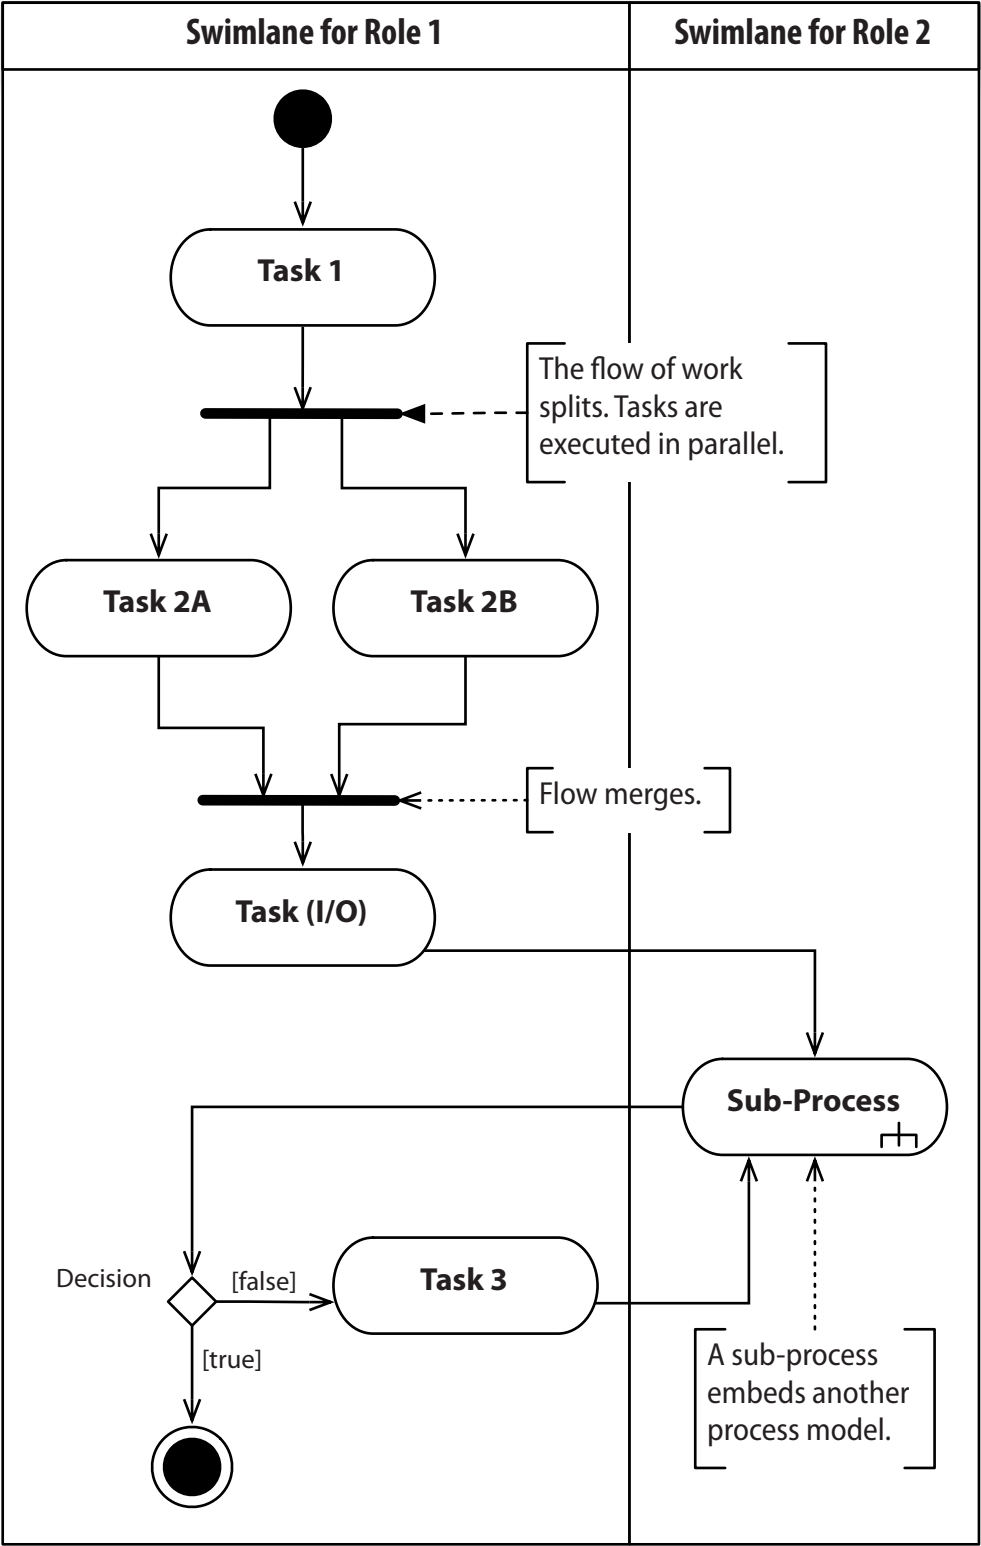 Swimlane for Role 1
Swimlane for Role 2
Task 1
The flow of work
splits. Tasks are
executed in parallel.
Task 2A
Task 2B
Flow merges.
Task (I/O)
Sub-Process
Decision
[false]
Task 3
[true]
A sub-process
embeds another
process model.